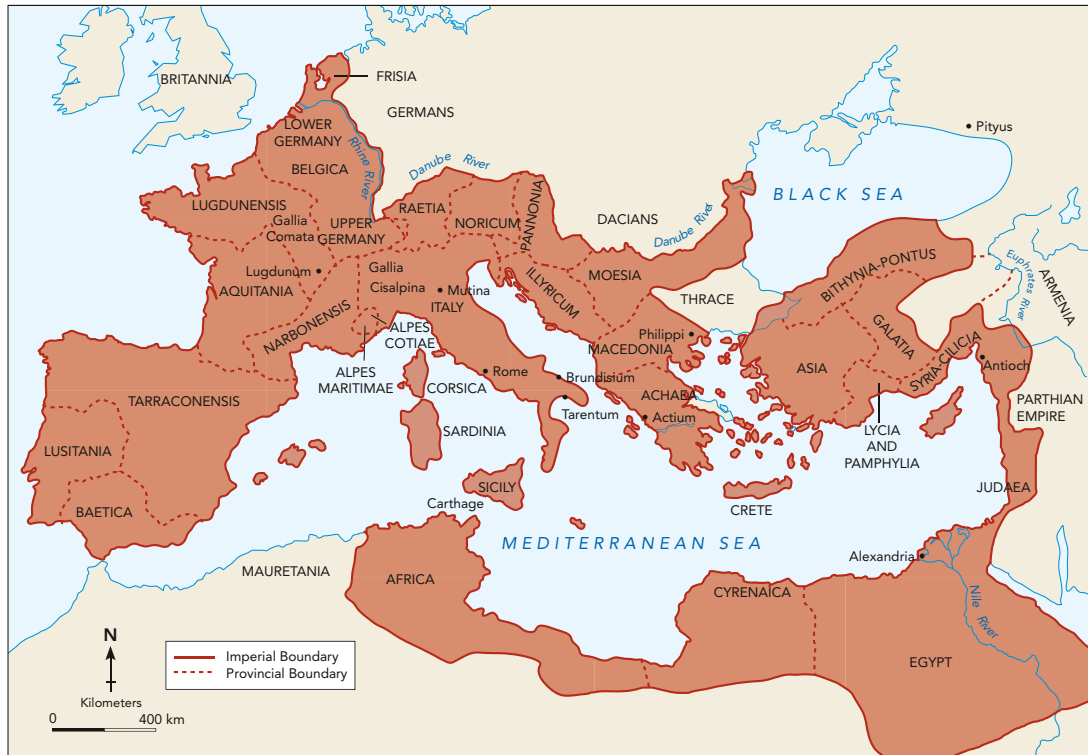 BRITANNIA
FRISIA
GERMANS
LOWER
GERMANY
BELGICA
Rhine River
Danube River
Pityus
BLACK SEA
LUGDUNENSIS
Gallia
Comata
UPPER
GERMANY
RAETIA
NORICUM
PANNONIA
DACIANS
Danube River
Lugdunum
AQUITANIA
Gallia
Cisalpina
Mutina
ITALY
ILLYRICUM
MOESIA
THRACE
BITHYNIA-PONTUS
Euphrates
River
ARMENIA
NARBONENSIS
ALPES
COTIAE
ALPES
MARITIMAE
Philippi
MACEDONIA
GALATIA
CORSICA
Rome
Brundisium
Tarentum
ACHAEA
Actium
ASIA
SYRIA-CILICIA
Antioch
PARTHIAN
EMPIRE
TARRACONENSIS
LUSITANIA
BAETICA
SARDINIA
LYCIA
AND
PAMPHYLIA
SICILY
Carthage
CRETE
JUDAEA
MEDITERRANEAN SEA
Alexandria
MAURETANIA
AFRICA
CYRENAÏCA
Nile
River
EGYPT
N
Kilometers
0 400 km
Imperial Boundary
Provincial Boundary